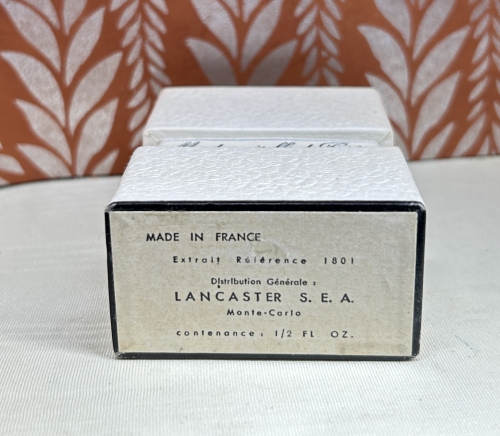 MADE IN FRANCE
Extrait Référence 1801
Distribution Générale :
LANCASTER S. E. A.
Monte-Carlo
contenance : 1/2 FL OZ.